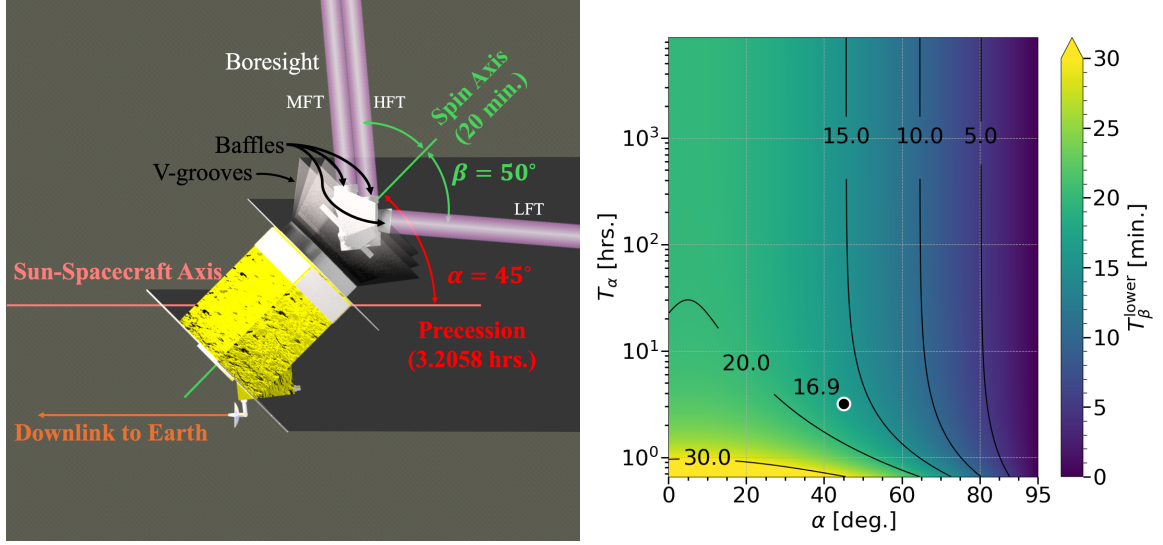 Boresight
MFT
HFT
Spin Axis
(20 min.)
Baffles
V-grooves
β = 50°
LFT
Sun-Spacecraft Axis
α = 45°
Precession
(3.2058 hrs.)
Downlink to Earth
15.0
10.0
5.0
20.0
16.9
30.0
10³
10²
10¹
10⁰
T_α [hrs.]
0
20
40
60
80
95
α [deg.]
30
25
20
15
10
5
0
T_β^lower [min.]